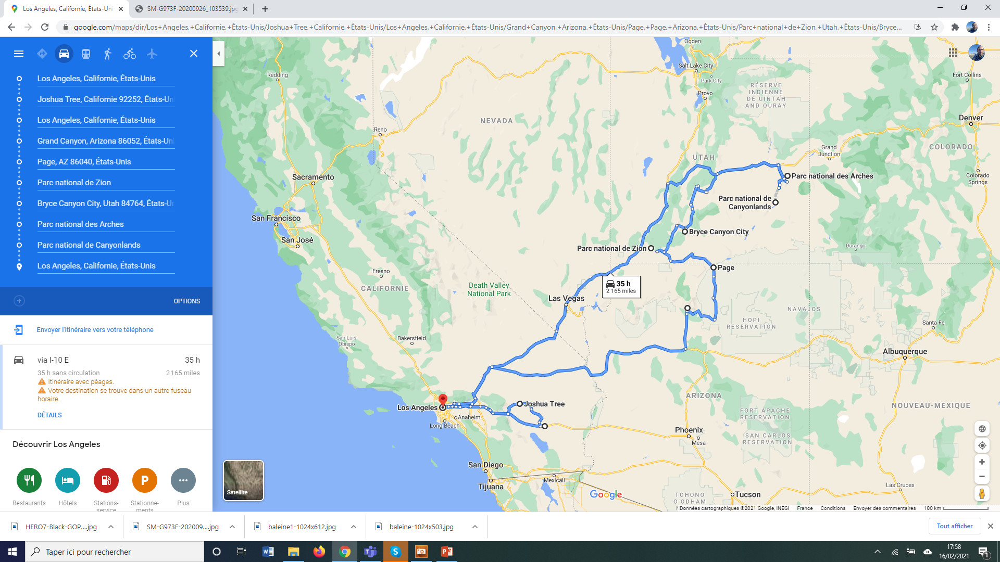 Los Angeles, Californie, États-Uni
SM-G973F-20200926_103539.jpg
google.com/maps/dir/Los+Angeles,+Californie,+États-Unis/Joshua+Tree,+Californie,+États-Unis/Los+Angeles,+Californie,+États-Unis/Grand+Canyon,+Arizona,+États-Unis/Page,+Page,+Arizona,+États-Unis/Parc+national+de+Zion,+Utah,+États-Unis/Bryce...
Los Angeles, Californie, États-Unis
Joshua Tree, Californie 92252, États-Un
Los Angeles, Californie, États-Unis
Grand Canyon, Arizona 86052, États-Uni
Page, AZ 86040, États-Unis
Parc national de Zion
Bryce Canyon City, Utah 84764, États-Un
Parc national des Arches
Parc national de Canyonlands
Los Angeles, Californie, États-Unis
OPTIONS
Envoyer l'itinéraire vers votre téléphone
via I-10 E
35 h
35 h sans circulation
2 165 miles
Itinéraire avec péages.
Votre destination se trouve dans un autre fuseau
horaire.
DÉTAILS
Découvrir Los Angeles
Restaurants
Hôtels
Stations-
service
P
Stationne-
ments
Plus
Redding
Ogden
Salt Lake City
Park City
Provo
RÉSERVE
INDIENNE
DE UINTAH
AND OURAY
Fort Collins
Denver
NEVADA
Reno
COLORADO
Grand
Junction
UTAH
Colorado
Springs
Sacramento
Parc national des Arches
Parc national de
Canyonlands
San Francisco
San José
Bryce Canyon City
Parc national de Zion
Durango
Page
Fresno
CALIFORNIE
Death Valley
National Park
35 h
2 165 miles
Las Vegas
NAVAJOS
HOPI
RESERVATION
Santa Fe
San Luis
Obispo
Bakersfield
Albuquerque
ARIZONA
NOUVEAU-MEXIQUE
Los Angeles
Joshua Tree
Anaheim
Long Beach
FORT APACHE
RESERVATION
Phoenix
Mesa
SAN CARLOS
RESERVATION
San Diego
Tijuana
Mexicali
Las Cruces
Tucson
TOHONO
O'ODHAM
Satellite
Google
Données cartographiques ©2021 Google, INEGI
France
Conditions
Envoyer des commentaires
100 km
HERO7-Black-GOP....jpg
SM-G973F-202009....jpg
baleine1-1024x612.jpg
baleine-1024x503.jpg
Tout afficher
Taper ici pour rechercher
17:58
16/02/2021
1